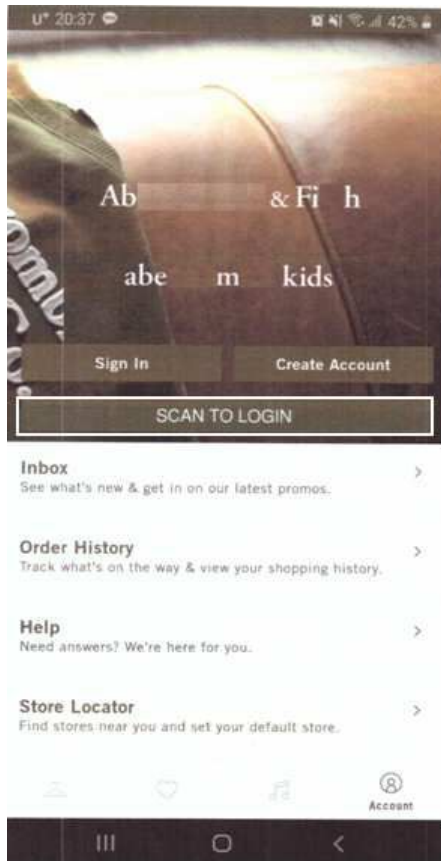 U⁺ 20:37 42%
Ab & Fi h
abe m kids
Sign In Create Account
SCAN TO LOGIN
Inbox
See what's new & get in on our latest promos.
Order History
Track what's on the way & view your shopping history.
Help
Need answers? We're here for you.
Store Locator
Find stores near you and set your default store.
Account